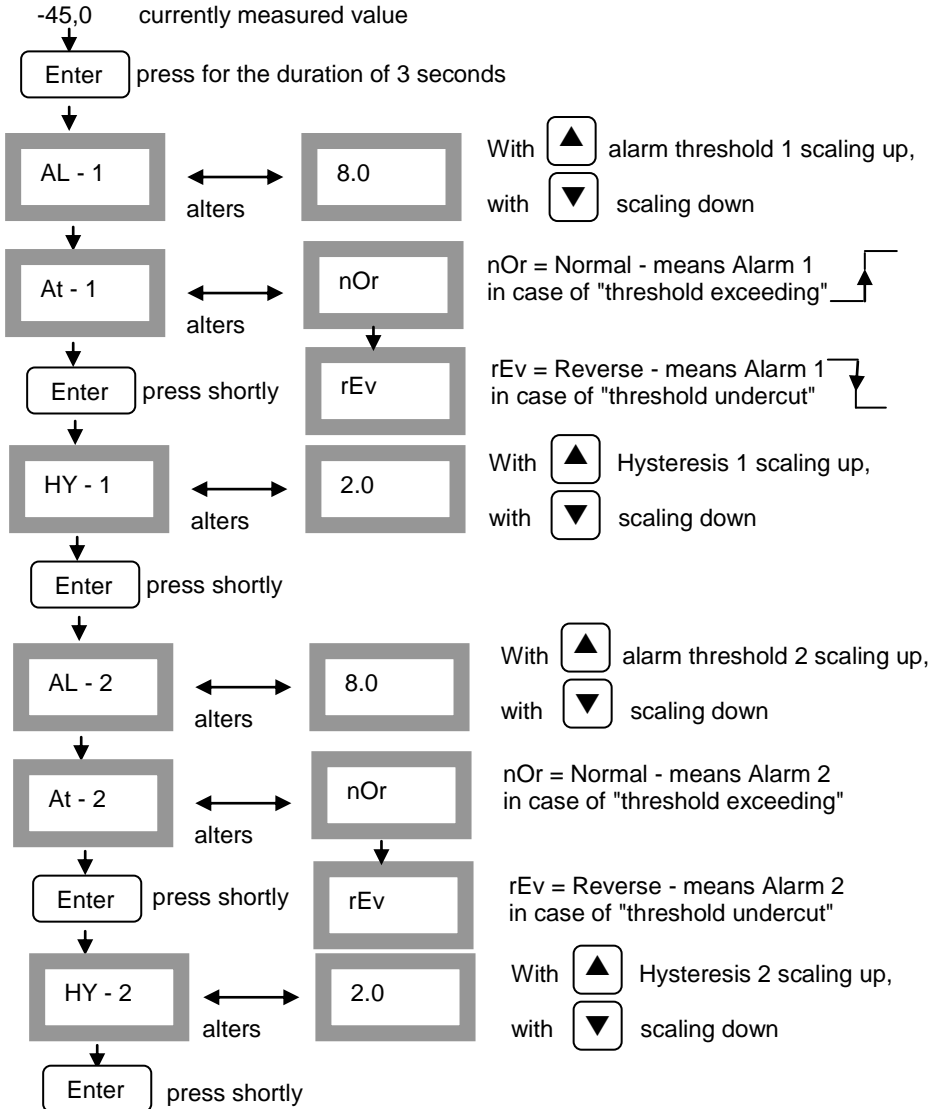 -45,0 currently measured value
Enter press for the duration of 3 seconds
AL - 1 alters 8.0
With ▲ alarm threshold 1 scaling up,
with ▼ scaling down
At - 1 alters nOr
nOr = Normal - means Alarm 1
in case of "threshold exceeding"
Enter press shortly
rEv
rEv = Reverse - means Alarm 1
in case of "threshold undercut"
HY - 1 alters 2.0
With ▲ Hysteresis 1 scaling up,
with ▼ scaling down
Enter press shortly
AL - 2 alters 8.0
With ▲ alarm threshold 2 scaling up,
with ▼ scaling down
At - 2 alters nOr
nOr = Normal - means Alarm 2
in case of "threshold exceeding"
Enter press shortly
rEv
rEv = Reverse - means Alarm 2
in case of "threshold undercut"
HY - 2 alters 2.0
With ▲ Hysteresis 2 scaling up,
with ▼ scaling down
Enter press shortly